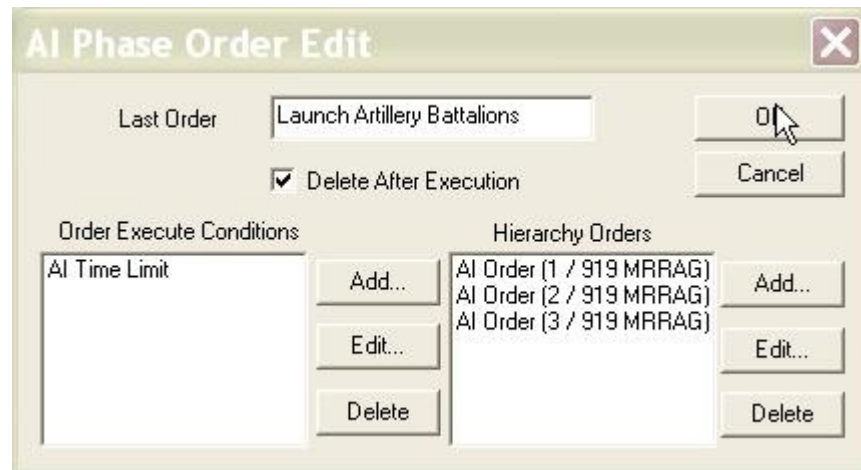 AI Phase Order Edit
Last Order
Launch Artillery Battalions
Delete After Execution
Cancel
Order Execute Conditions
Hierarchy Orders
AI Time Limit
Add...
Edit...
Delete
AI Order (1 / 919 MRRAG)
AI Order (2 / 919 MRRAG)
AI Order (3 / 919 MRRAG)
Add...
Edit...
Delete